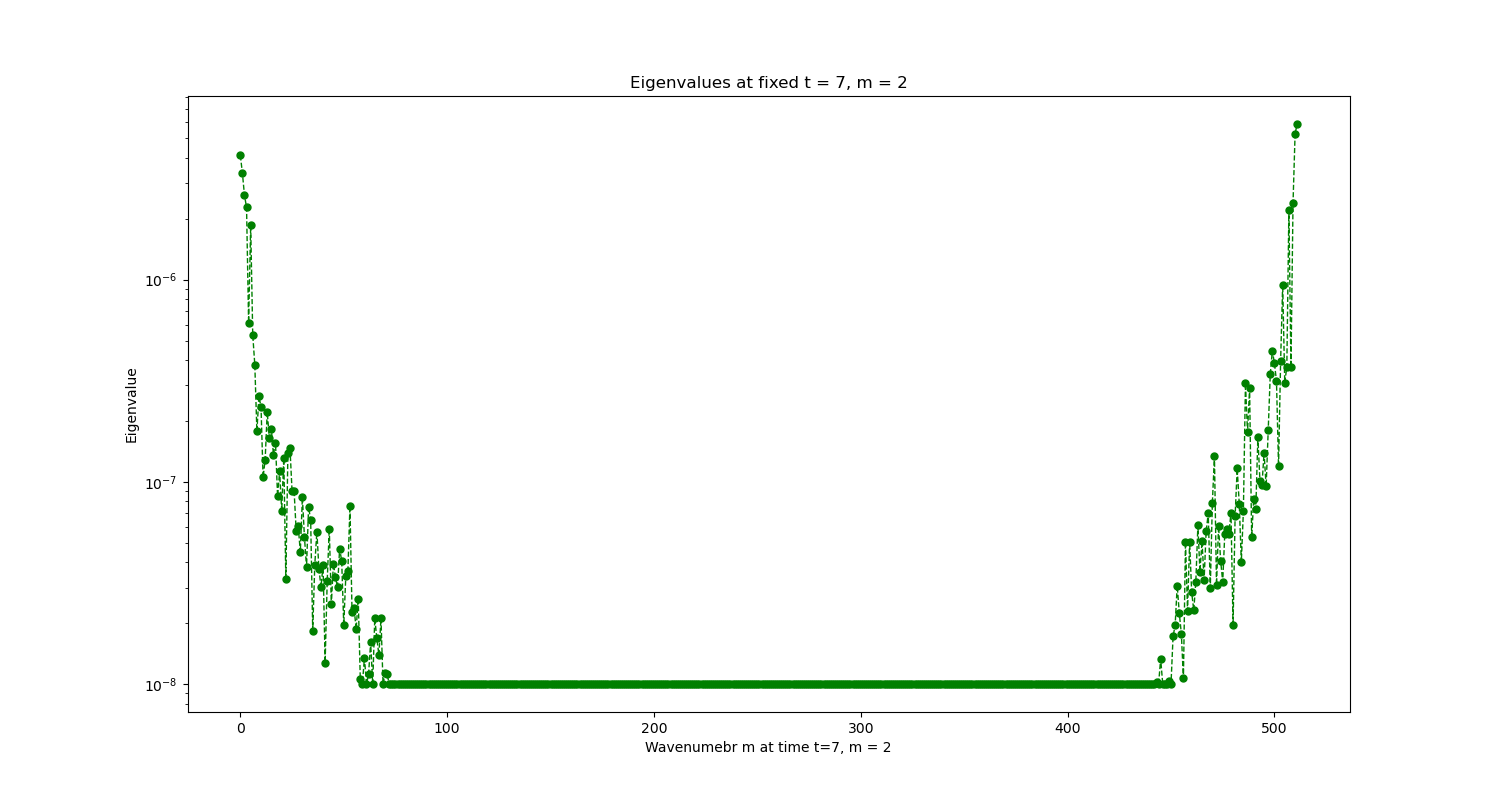 Eigenvalues at fixed t = 7, m = 2
Eigenvalue
10⁻⁶
10⁻⁷
10⁻⁸
0 100 200 300 400 500
Wavenumebr m at time t=7, m = 2